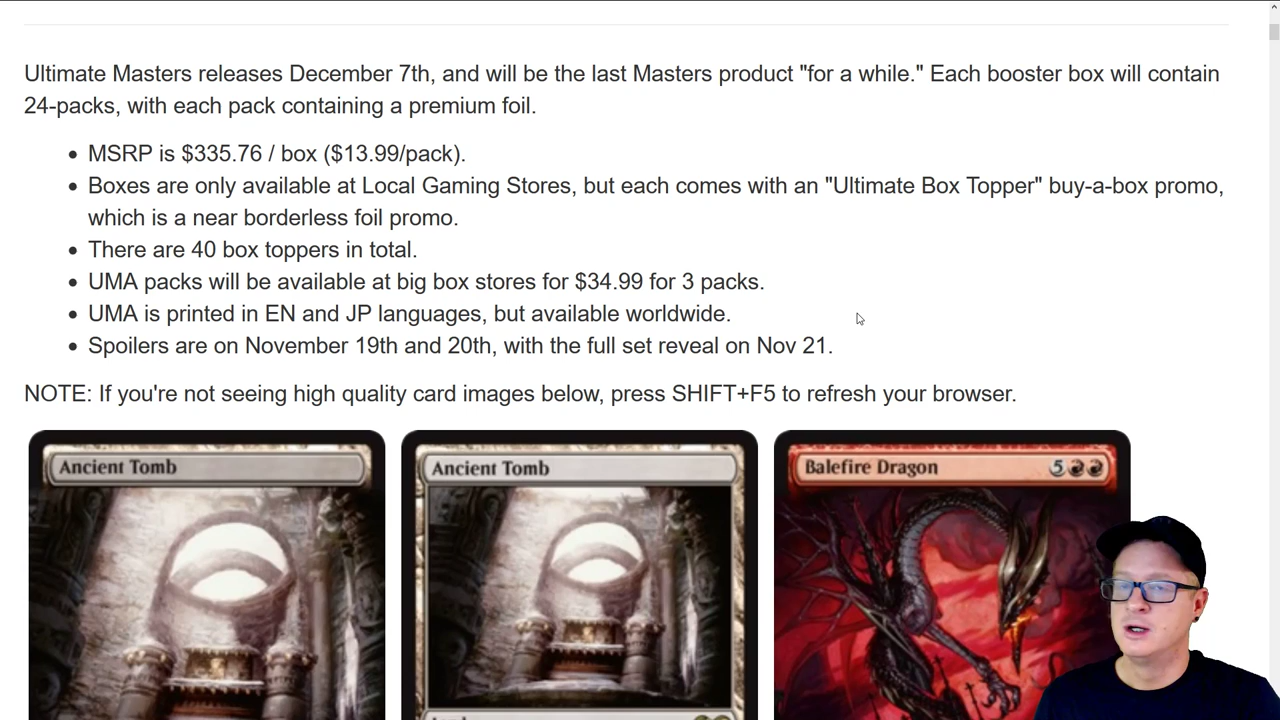 Ultimate Masters releases December 7th, and will be the last Masters product "for a while." Each booster box will contain
24-packs, with each pack containing a premium foil.
• MSRP is $335.76 / box ($13.99/pack).
• Boxes are only available at Local Gaming Stores, but each comes with an "Ultimate Box Topper" buy-a-box promo,
which is a near borderless foil promo.
• There are 40 box toppers in total.
• UMA packs will be available at big box stores for $34.99 for 3 packs.
• UMA is printed in EN and JP languages, but available worldwide.
• Spoilers are on November 19th and 20th, with the full set reveal on Nov 21.
NOTE: If you're not seeing high quality card images below, press SHIFT+F5 to refresh your browser.
Ancient Tomb
Ancient Tomb
Balefire Dragon 5